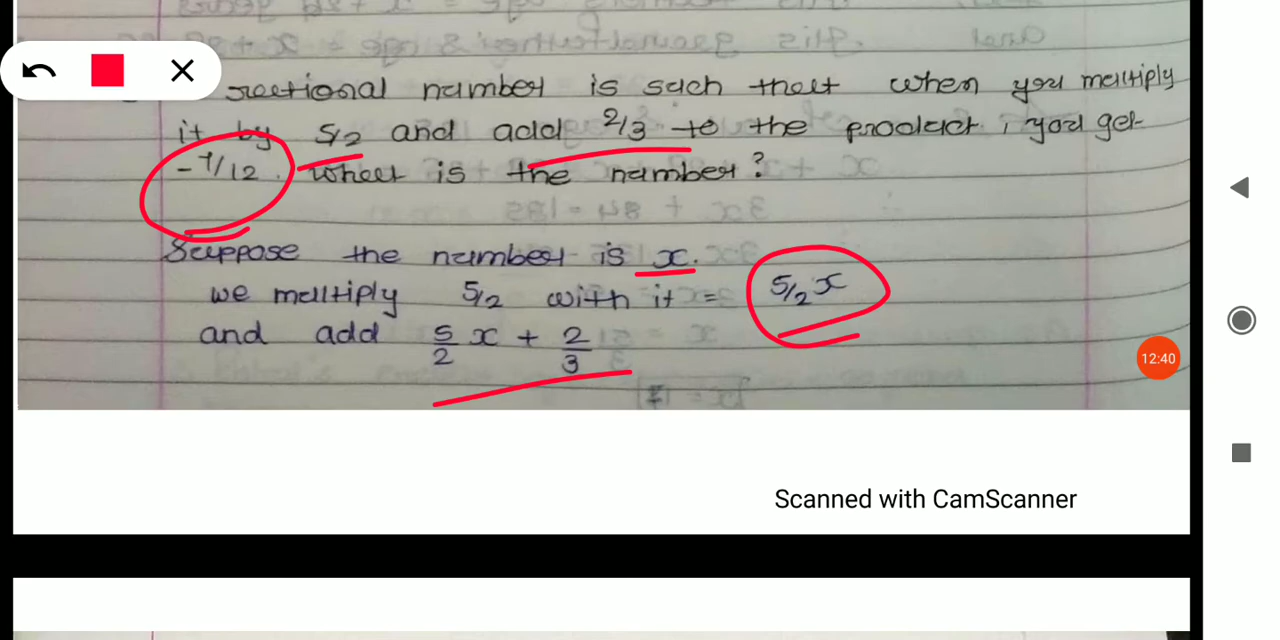 rational number is such that when you multiply
it by 5/2 and add 2/3 to the product, you get
-7/12. what is the number?
Suppose the number is x.
we multiply 5/2 with it = 5/2 x
and add 5/2 x + 2/3
12:40
Scanned with CamScanner